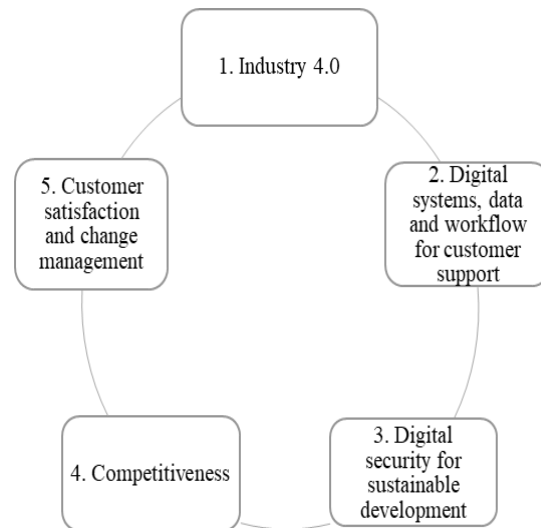 1. Industry 4.0
2. Digital
systems, data
and workflow
for customer
support
3. Digital
security for
sustainable
development
4. Competitiveness
5. Customer
satisfaction
and change
management